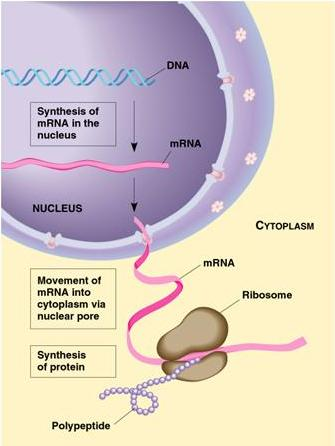 DNA
Synthesis of
mRNA in the
nucleus
mRNA
NUCLEUS
CYTOPLASM
mRNA
Movement of
mRNA into
cytoplasm via
nuclear pore
Ribosome
Synthesis
of protein
Polypeptide